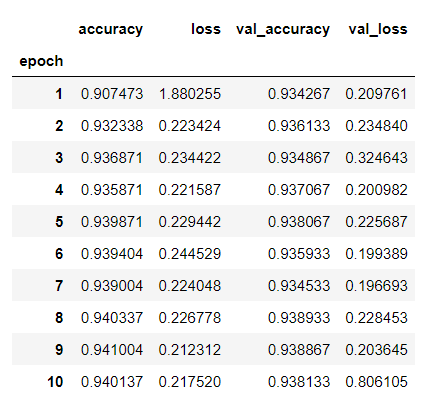 accuracy loss val_accuracy val_loss
epoch
1 0.907473 1.880255 0.934267 0.209761
2 0.932338 0.223424 0.936133 0.234840
3 0.936871 0.234422 0.934867 0.324643
4 0.935871 0.221587 0.937067 0.200982
5 0.939871 0.229442 0.938067 0.225687
6 0.939404 0.244529 0.935933 0.199389
7 0.939004 0.224048 0.934533 0.196693
8 0.940337 0.226778 0.938933 0.228453
9 0.941004 0.212312 0.938867 0.203645
10 0.940137 0.217520 0.938133 0.806105